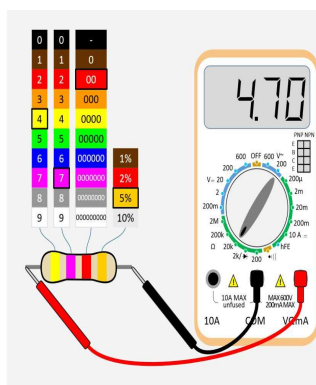 0 0 -
1 1 0
2 2 00
3 3 000
4 4 0000
5 5 00000
6 6 000000 1%
7 7 0000000 2%
8 8 00000000 5%
9 9 000000000 10%
4.70
PNP NPN
E
B
C
E
600 OFF 600 V~
200 200
V= 20 200µ
2 2m
200m 20m
2M 200m
200k 10 A =
Ω 20k hFE
2k/ 200
10A MAX
unfused
MAX600V
200mA MAX
10A COM VΩmA